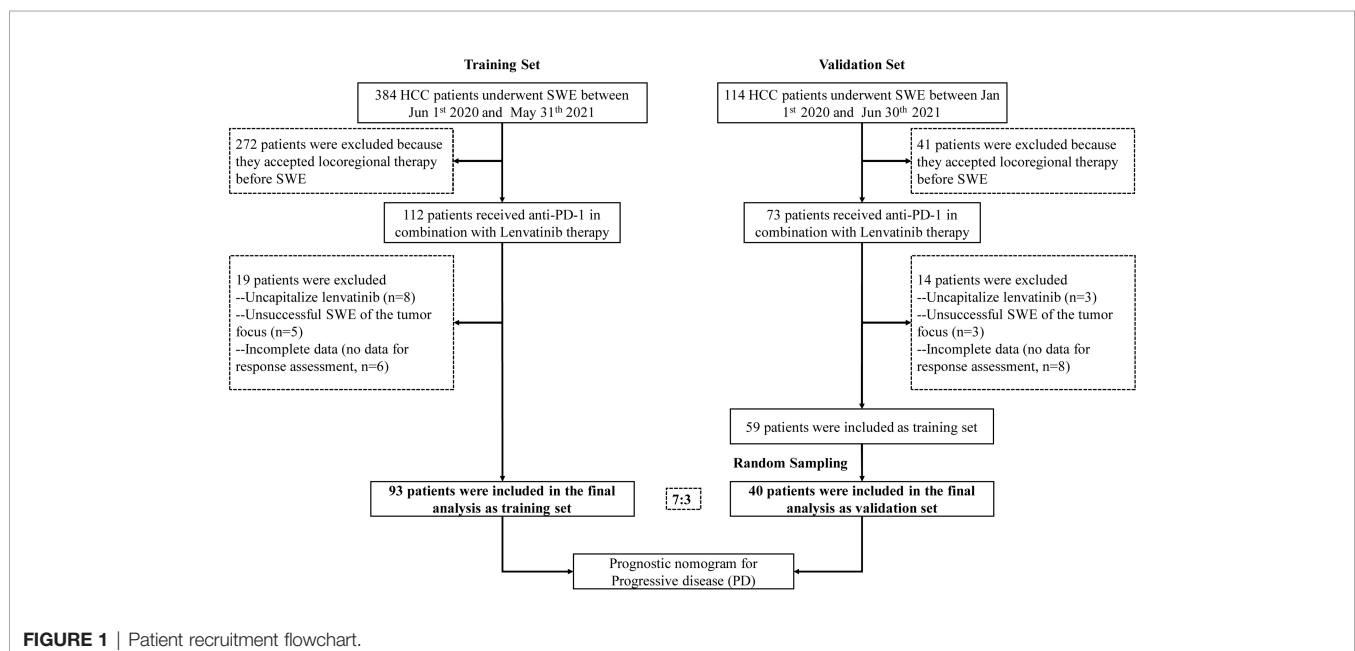 Training Set
384 HCC patients underwent SWE between
Jun 1st 2020 and May 31th 2021
272 patients were excluded because
they accepted locoregional therapy
before SWE
112 patients received anti-PD-1 in
combination with Lenvatinib therapy
19 patients were excluded
--Uncapitalize lenvatinib (n=8)
--Unsuccessful SWE of the tumor
focus (n=5)
--Incomplete data (no data for
response assessment, n=6)
93 patients were included in the final
analysis as training set
Validation Set
114 HCC patients underwent SWE between Jan
1st 2020 and Jun 30th 2021
41 patients were excluded because
they accepted locoregional therapy
before SWE
73 patients received anti-PD-1 in
combination with Lenvatinib therapy
14 patients were excluded
--Uncapitalize lenvatinib (n=3)
--Unsuccessful SWE of the tumor
focus (n=3)
--Incomplete data (no data for
response assessment, n=8)
59 patients were included as training set
Random Sampling
7:3
40 patients were included in the final
analysis as validation set
Prognostic nomogram for
Progressive disease (PD)
FIGURE 1 | Patient recruitment flowchart.